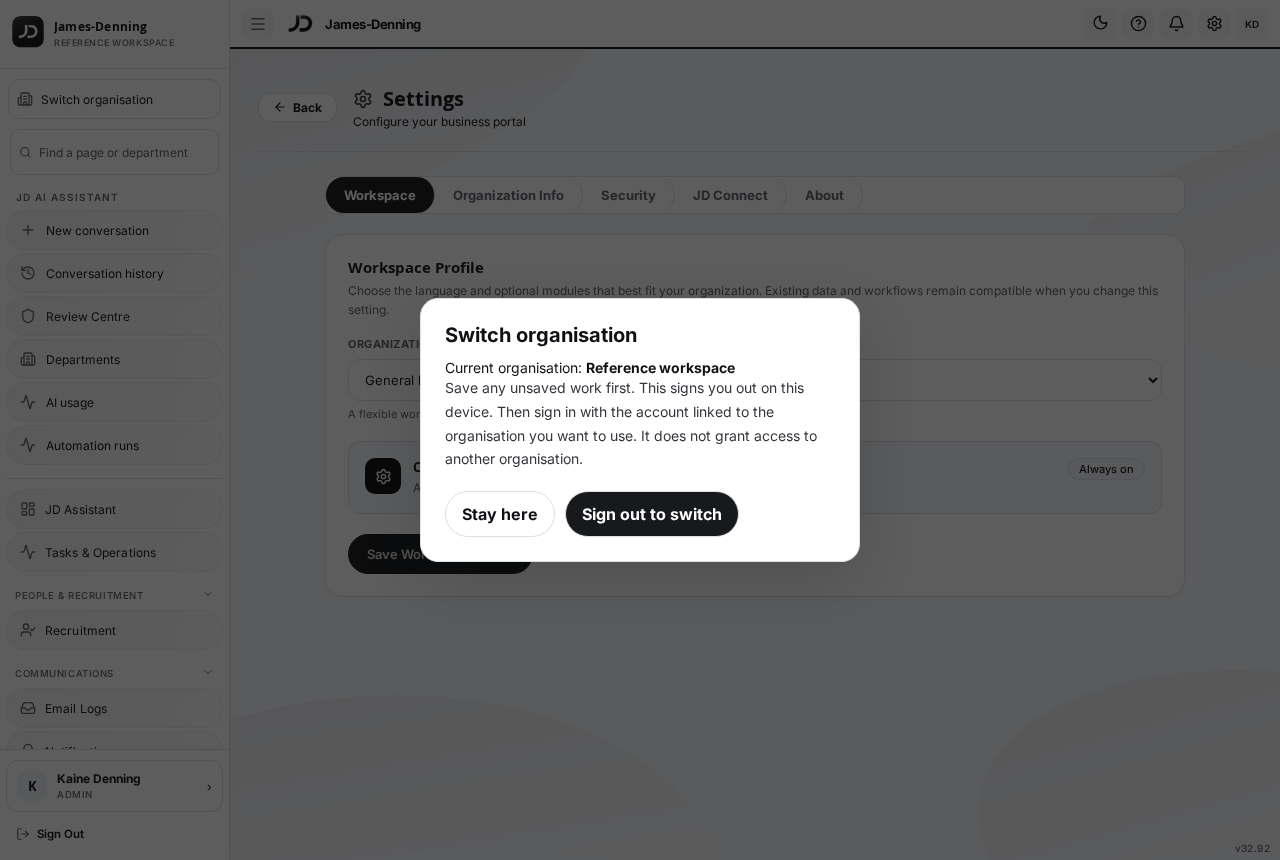 James-Denning
REFERENCE WORKSPACE
Switch organisation
Find a page or department
JD AI ASSISTANT
New conversation
Conversation history
Review Centre
Departments
AI usage
Automation runs
JD Assistant
Tasks & Operations
PEOPLE & RECRUITMENT
Recruitment
COMMUNICATIONS
Email Logs
K
Kaine Denning
ADMIN
Sign Out
JD James-Denning
KD
Back
Settings
Configure your business portal
Workspace
Organization Info
Security
JD Connect
About
Workspace Profile
Choose the language and optional modules that best fit your organization. Existing data and workflows remain compatible when you change this
setting.
General
A flexible
Always on
Save
Switch organisation
Current organisation: Reference workspace
Save any unsaved work first. This signs you out on this
device. Then sign in with the account linked to the
organisation you want to use. It does not grant access to
another organisation.
Stay here
Sign out to switch
v32.92